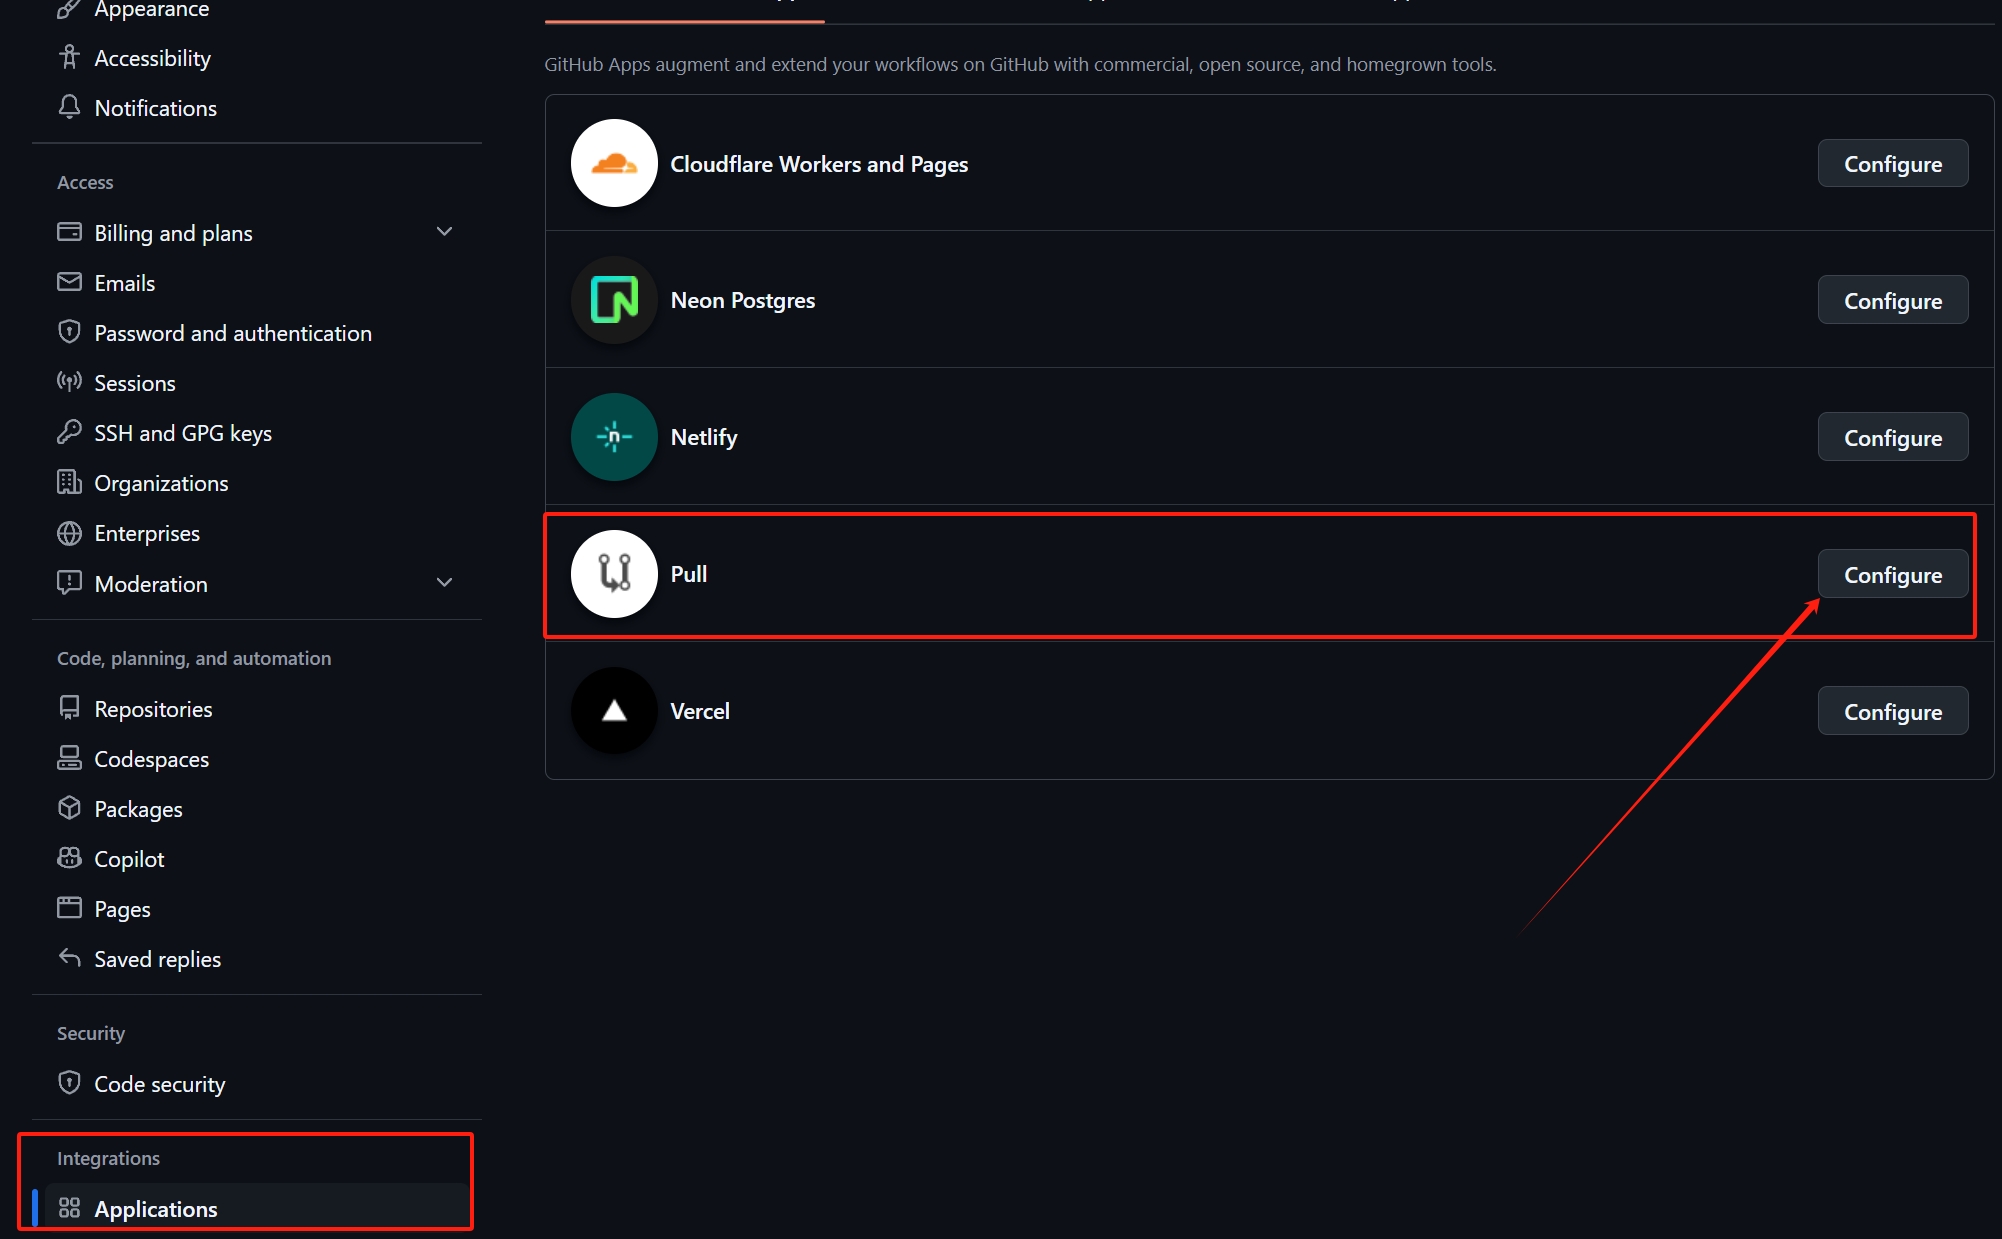 Appearance
Accessibility
Notifications
Access
Billing and plans
Emails
Password and authentication
Sessions
SSH and GPG keys
Organizations
Enterprises
Moderation
Code, planning, and automation
Repositories
Codespaces
Packages
Copilot
Pages
Saved replies
Security
Code security
Integrations
Applications
GitHub Apps augment and extend your workflows on GitHub with commercial, open source, and homegrown tools.
Cloudflare Workers and Pages
Configure
Neon Postgres
Configure
Netlify
Configure
Pull
Configure
Vercel
Configure